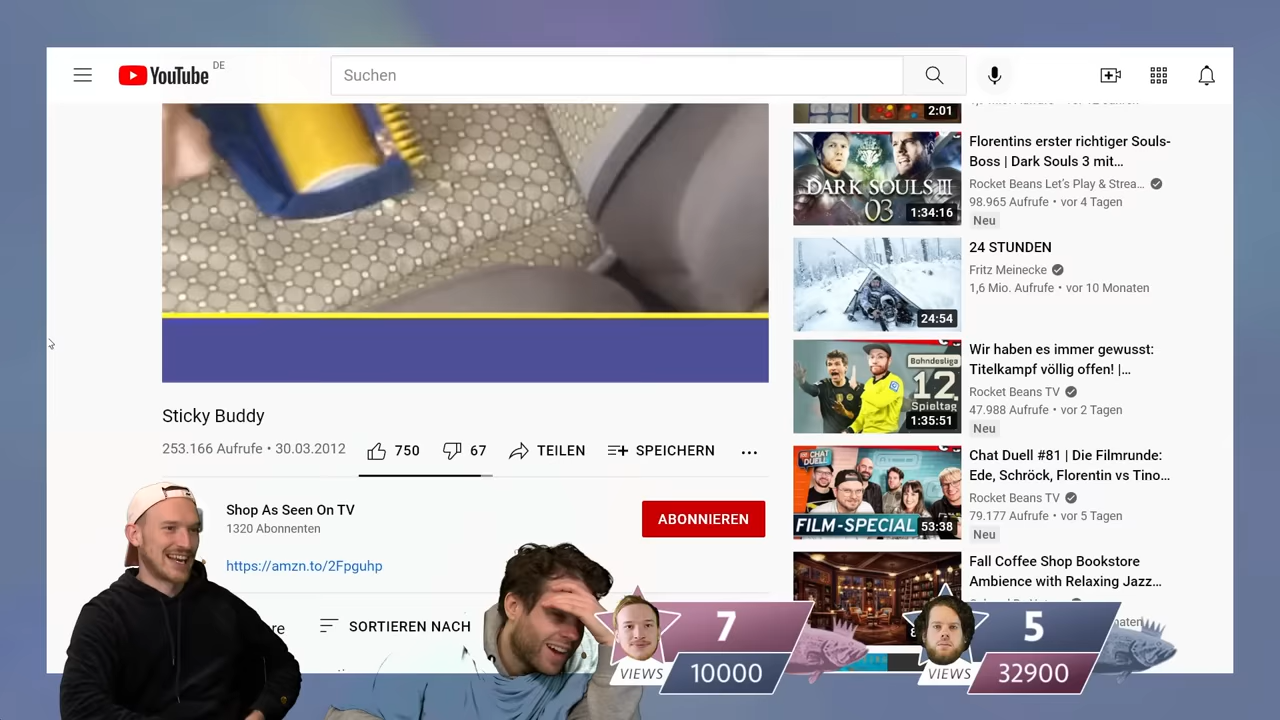 YouTube DE
Suchen
2:01
Florentins erster richtiger Souls-
Boss | Dark Souls 3 mit...
Rocket Beans Let's Play & Strea...
98.965 Aufrufe • vor 4 Tagen
Neu
DARK SOULS III
03
1:34:16
24 STUNDEN
Fritz Meinecke
1,6 Mio. Aufrufe • vor 10 Monaten
24:54
Wir haben es immer gewusst:
Titelkampf völlig offen! |...
Rocket Beans TV
47.988 Aufrufe • vor 2 Tagen
Neu
Bohndesliga
12.
Spieltag
1:35:51
Chat Duell #81 | Die Filmrunde:
Ede, Schröck, Florentin vs Tino...
Rocket Beans TV
79.177 Aufrufe • vor 5 Tagen
Neu
CHAT
DUELL
FILM-SPECIAL
53:38
Fall Coffee Shop Bookstore
Ambience with Relaxing Jazz...
Sticky Buddy
253.166 Aufrufe • 30.03.2012
750
67
TEILEN
SPEICHERN
Shop As Seen On TV
1320 Abonnenten
ABONNIEREN
https://amzn.to/2Fpguhp
SORTIEREN NACH
7
VIEWS 10000
5
VIEWS 32900